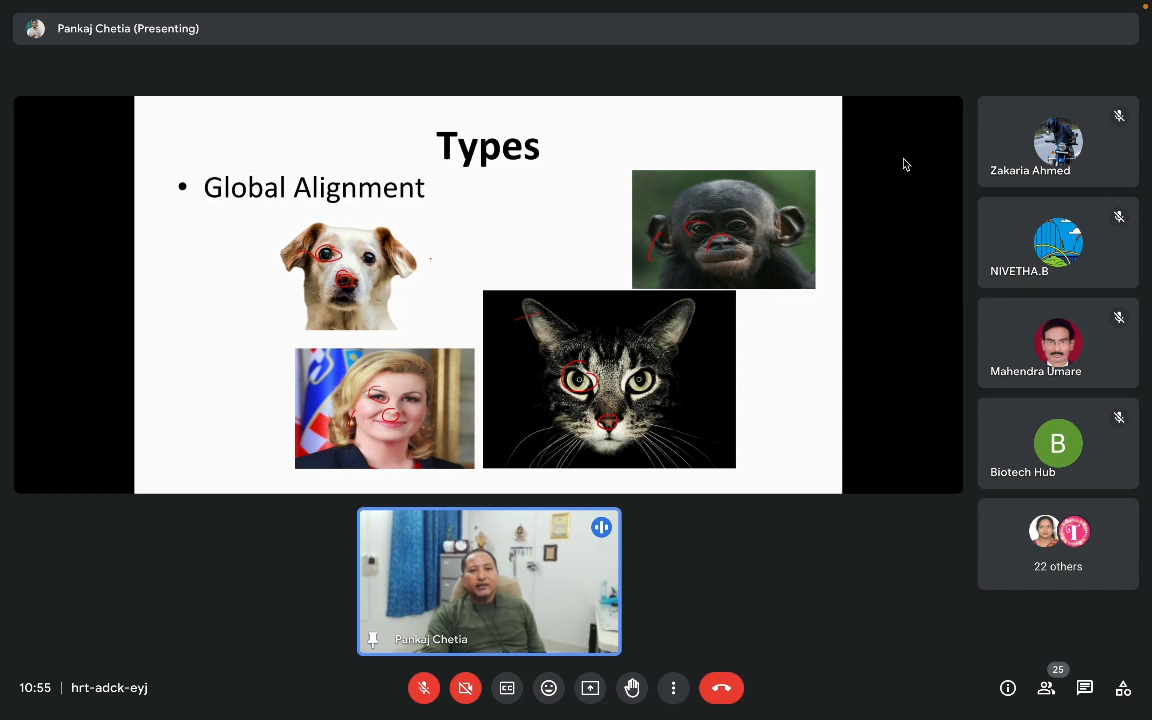 Pankaj Chetia (Presenting)
Types
• Global Alignment
Zakaria Ahmed
NIVETHA.B
Mahendra Umare
B
Biotech Hub
T
22 others
Pankaj Chetia
10:55 | hrt-adck-eyj
CC
25